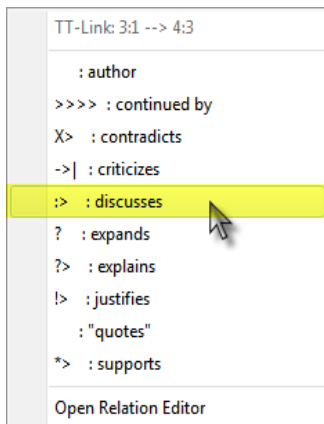 TT-Link: 3:1 --> 4:3
: author
>>>> : continued by
X> : contradicts
->| : criticizes
:> : discusses
? : expands
?> : explains
!> : justifies
: "quotes"
*> : supports
Open Relation Editor